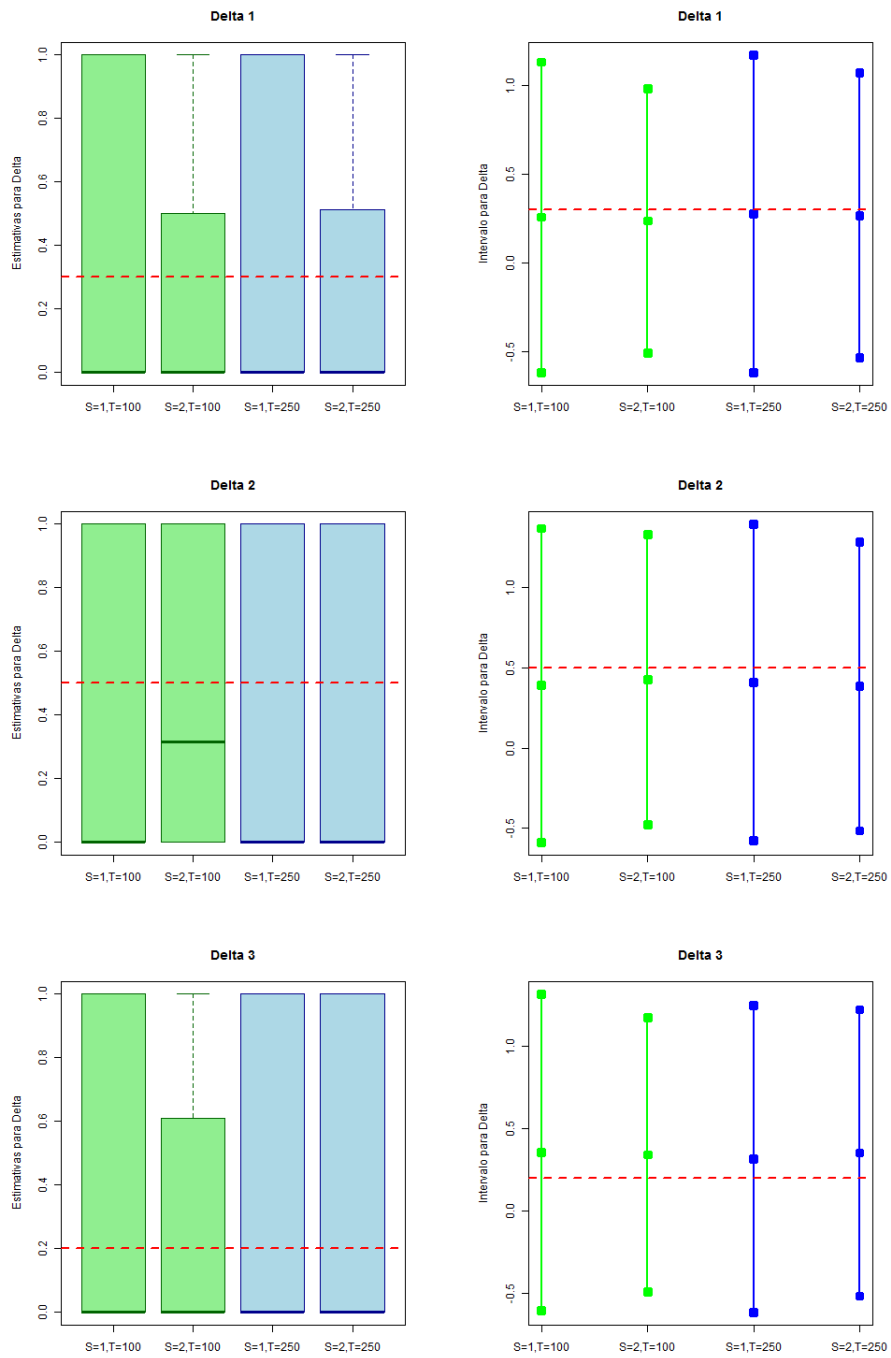 Delta 1
Estimativas para Delta
0.0 0.2 0.4 0.6 0.8 1.0
S=1,T=100 S=2,T=100 S=1,T=250 S=2,T=250
Delta 1
Intervalo para Delta
-0.5 0.0 0.5 1.0
S=1,T=100 S=2,T=100 S=1,T=250 S=2,T=250
Delta 2
Estimativas para Delta
0.0 0.2 0.4 0.6 0.8 1.0
S=1,T=100 S=2,T=100 S=1,T=250 S=2,T=250
Delta 2
Intervalo para Delta
-0.5 0.0 0.5 1.0
S=1,T=100 S=2,T=100 S=1,T=250 S=2,T=250
Delta 3
Estimativas para Delta
0.0 0.2 0.4 0.6 0.8 1.0
S=1,T=100 S=2,T=100 S=1,T=250 S=2,T=250
Delta 3
Intervalo para Delta
-0.5 0.0 0.5 1.0
S=1,T=100 S=2,T=100 S=1,T=250 S=2,T=250